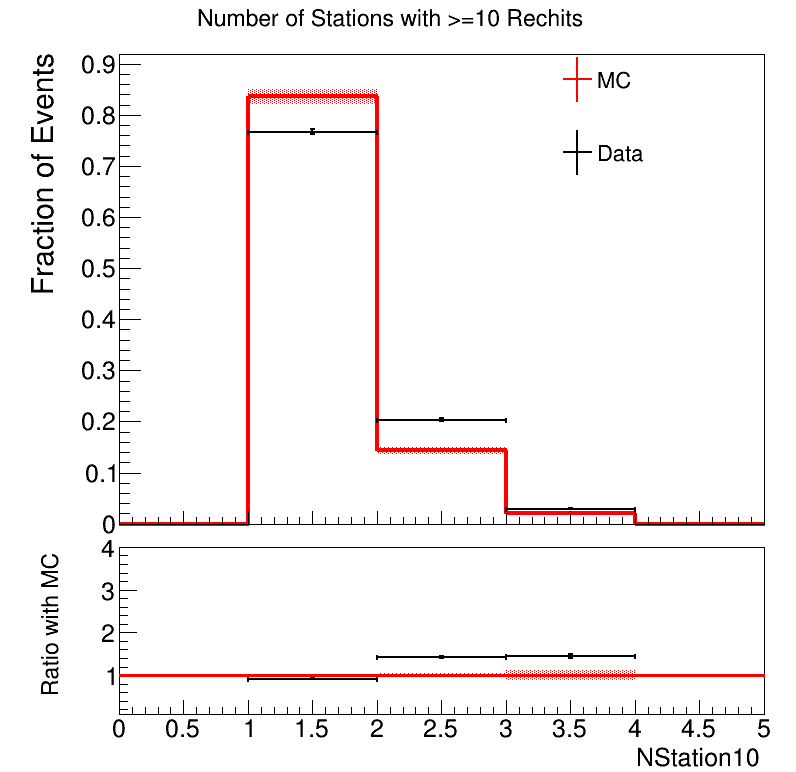 Number of Stations with >=10 Rechits
Fraction of Events
0.9
0.8
0.7
0.6
0.5
0.4
0.3
0.2
0.1
0
MC
Data
Ratio with MC
4
3
2
1
0 0.5 1 1.5 2 2.5 3 3.5 4 4.5 5
NStation10